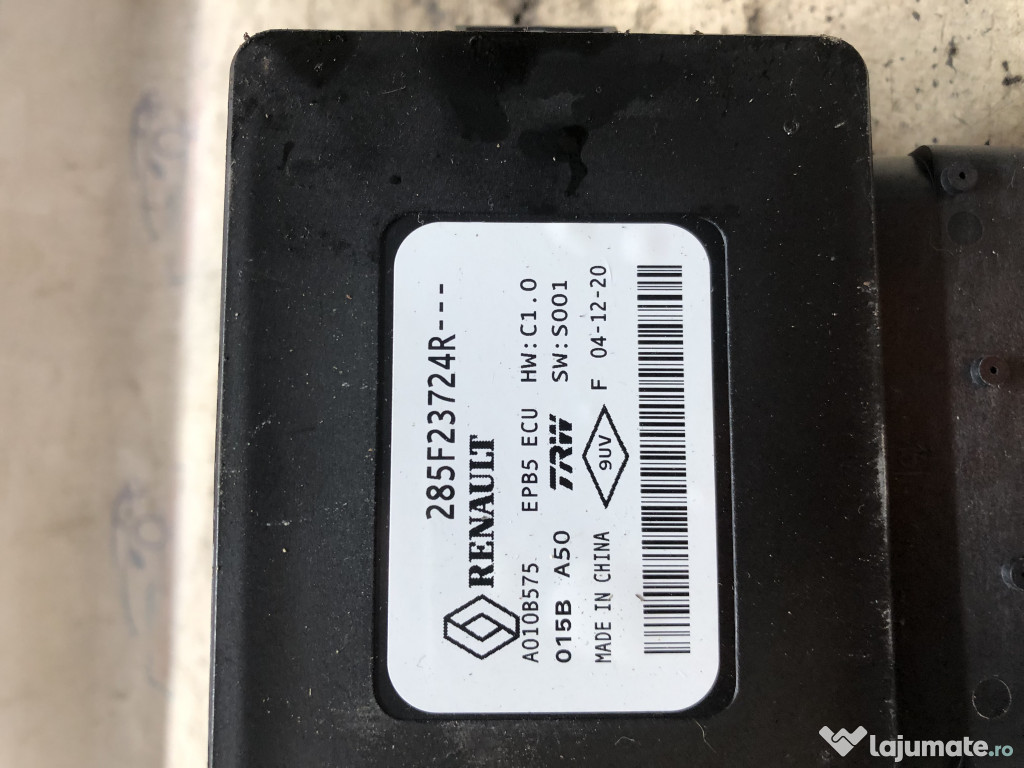 285F23724R---
RENAULT
A010B575 EPB5 ECU HW:C1.0
015B A50 TRW SW:S001
MADE IN CHINA 9UV F 04-12-20
lajumate.ro